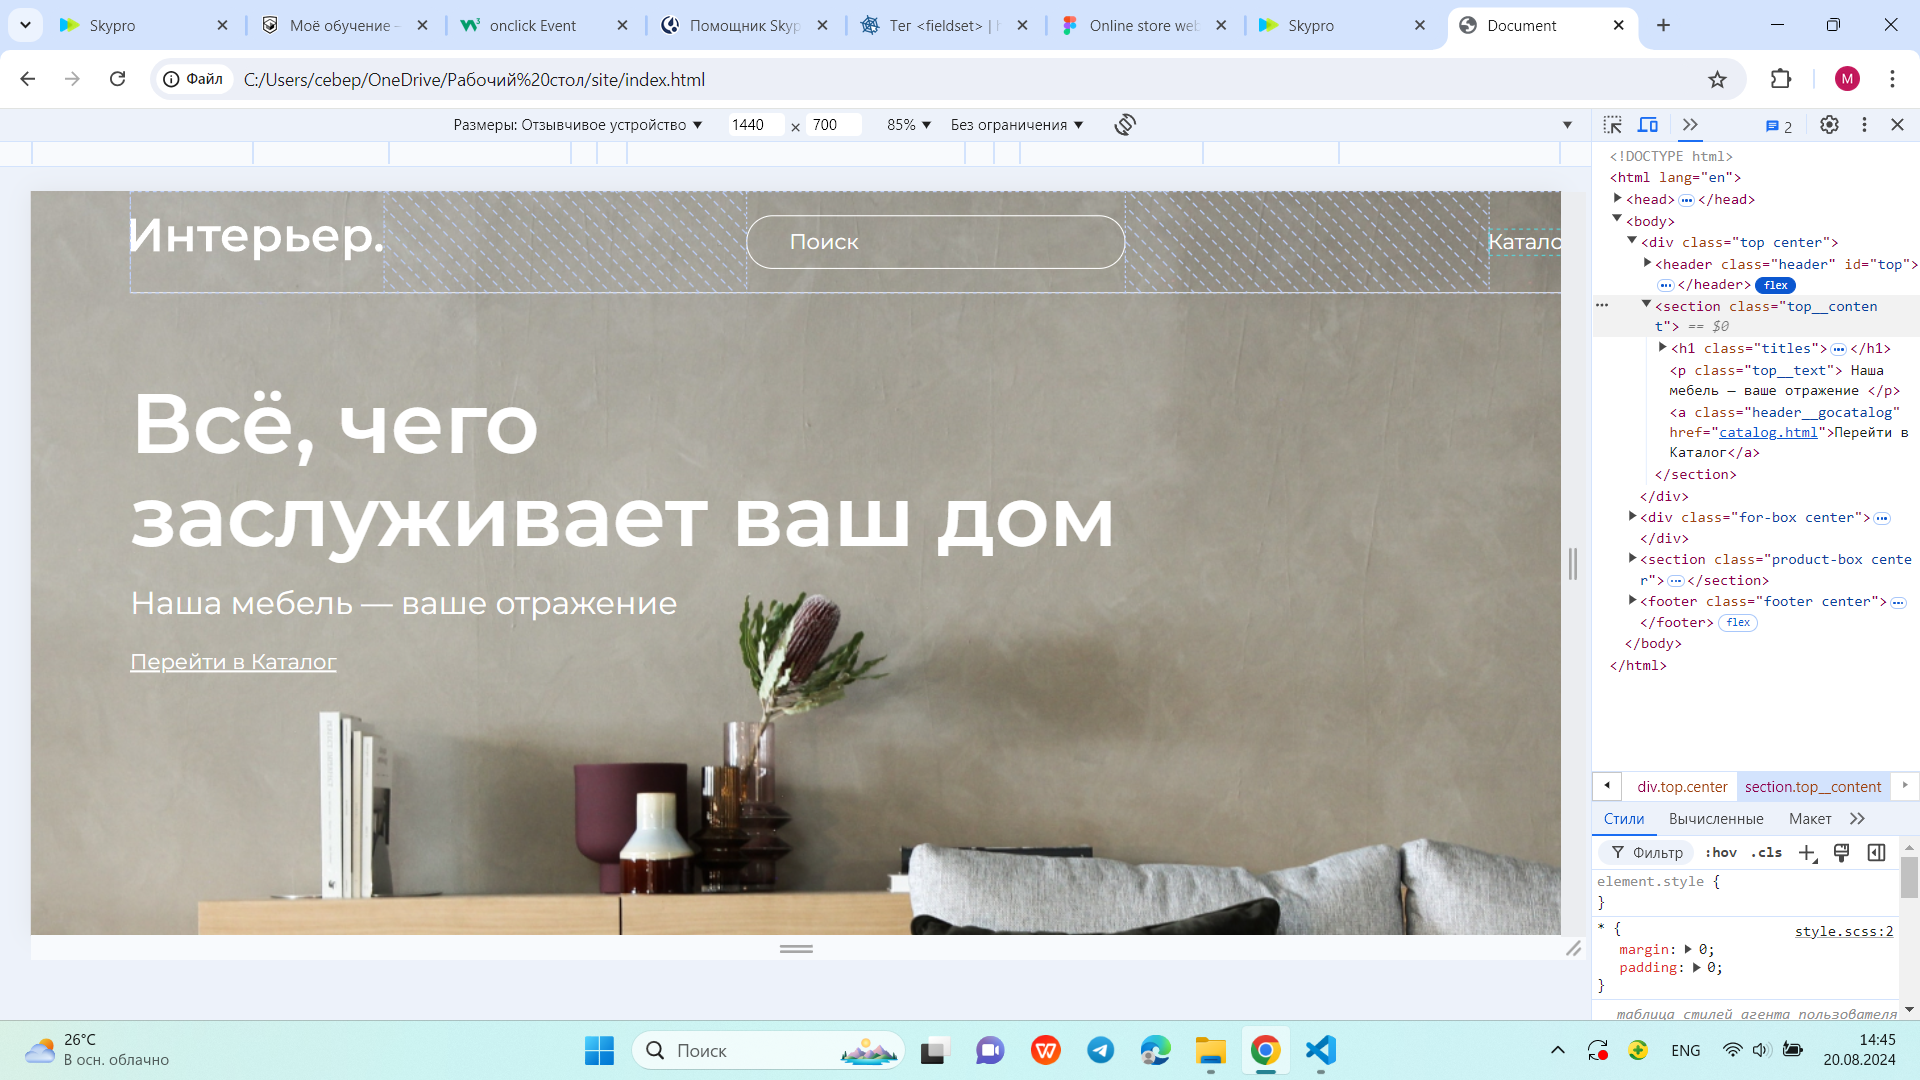 Skypro
Моё обучение -
onclick Event
Помощник Skyp
Тег <fieldset> | h
Online store web
Skypro
Document
Файл
C:/Users/cebep/OneDrive/Рабочий%20стол/site/index.html
M
Размеры: Отзывчивое устройство ▼
1440 × 700
85% ▼
Без ограничения ▼
2
Интерьер.
Поиск
Катало
Всё, чего
заслуживает ваш дом
Наша мебель — ваше отражение
Перейти в Каталог
<!DOCTYPE html>
<html lang="en">
<head> ••• </head>
<body>
<div class="top center">
<header class="header" id="top">
••• </header> flex
••• <section class="top__conten
t"> == $0
<h1 class="titles"> ••• </h1>
<p class="top__text"> Наша
мебель — ваше отражение </p>
<a class="header__gocatalog"
href="catalog.html">Перейти в
Каталог</a>
</section>
</div>
<div class="for-box center"> •••
</div>
<section class="product-box cente
r"> ••• </section>
<footer class="footer center"> •••
</footer> flex
</body>
</html>
div.top.center
section.top__content
Стили
Вычисленные
Макет
Фильтр
:hov
.cls
element.style {
}
* {
style.scss:2
margin: ▶ 0;
padding: ▶ 0;
}
таблица стилей агента пользователя
26°C
В осн. облачно
Поиск
ENG
14:45
20.08.2024